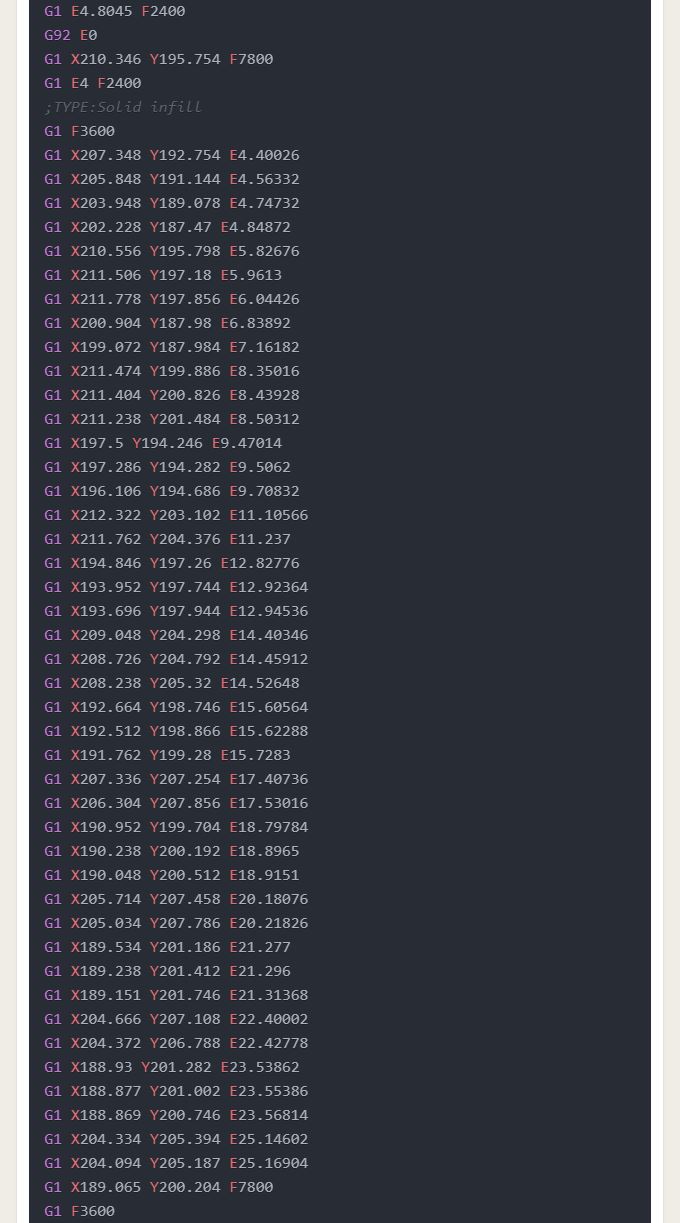 G1 E4.8045 F2400
G92 E0
G1 X210.346 Y195.754 F7800
G1 E4 F2400
;TYPE:Solid infill
G1 F3600
G1 X207.348 Y192.754 E4.40026
G1 X205.848 Y191.144 E4.56332
G1 X203.948 Y189.078 E4.74732
G1 X202.228 Y187.47 E4.84872
G1 X210.556 Y195.798 E5.82676
G1 X211.506 Y197.18 E5.9613
G1 X211.778 Y197.856 E6.04426
G1 X200.904 Y187.98 E6.83892
G1 X199.072 Y187.984 E7.16182
G1 X211.474 Y199.886 E8.35016
G1 X211.404 Y200.826 E8.43928
G1 X211.238 Y201.484 E8.50312
G1 X197.5 Y194.246 E9.47014
G1 X197.286 Y194.282 E9.5062
G1 X196.106 Y194.686 E9.70832
G1 X212.322 Y203.102 E11.10566
G1 X211.762 Y204.376 E11.237
G1 X194.846 Y197.26 E12.82776
G1 X193.952 Y197.744 E12.92364
G1 X193.696 Y197.944 E12.94536
G1 X209.048 Y204.298 E14.40346
G1 X208.726 Y204.792 E14.45912
G1 X208.238 Y205.32 E14.52648
G1 X192.664 Y198.746 E15.60564
G1 X192.512 Y198.866 E15.62288
G1 X191.762 Y199.28 E15.7283
G1 X207.336 Y207.254 E17.40736
G1 X206.304 Y207.856 E17.53016
G1 X190.952 Y199.704 E18.79784
G1 X190.238 Y200.192 E18.8965
G1 X190.048 Y200.512 E18.9151
G1 X205.714 Y207.458 E20.18076
G1 X205.034 Y207.786 E20.21826
G1 X189.534 Y201.186 E21.277
G1 X189.238 Y201.412 E21.296
G1 X189.151 Y201.746 E21.31368
G1 X204.666 Y207.108 E22.40002
G1 X204.372 Y206.788 E22.42778
G1 X188.93 Y201.282 E23.53862
G1 X188.877 Y201.002 E23.55386
G1 X188.869 Y200.746 E23.56814
G1 X204.334 Y205.394 E25.14602
G1 X204.094 Y205.187 E25.16904
G1 X189.065 Y200.204 F7800
G1 F3600